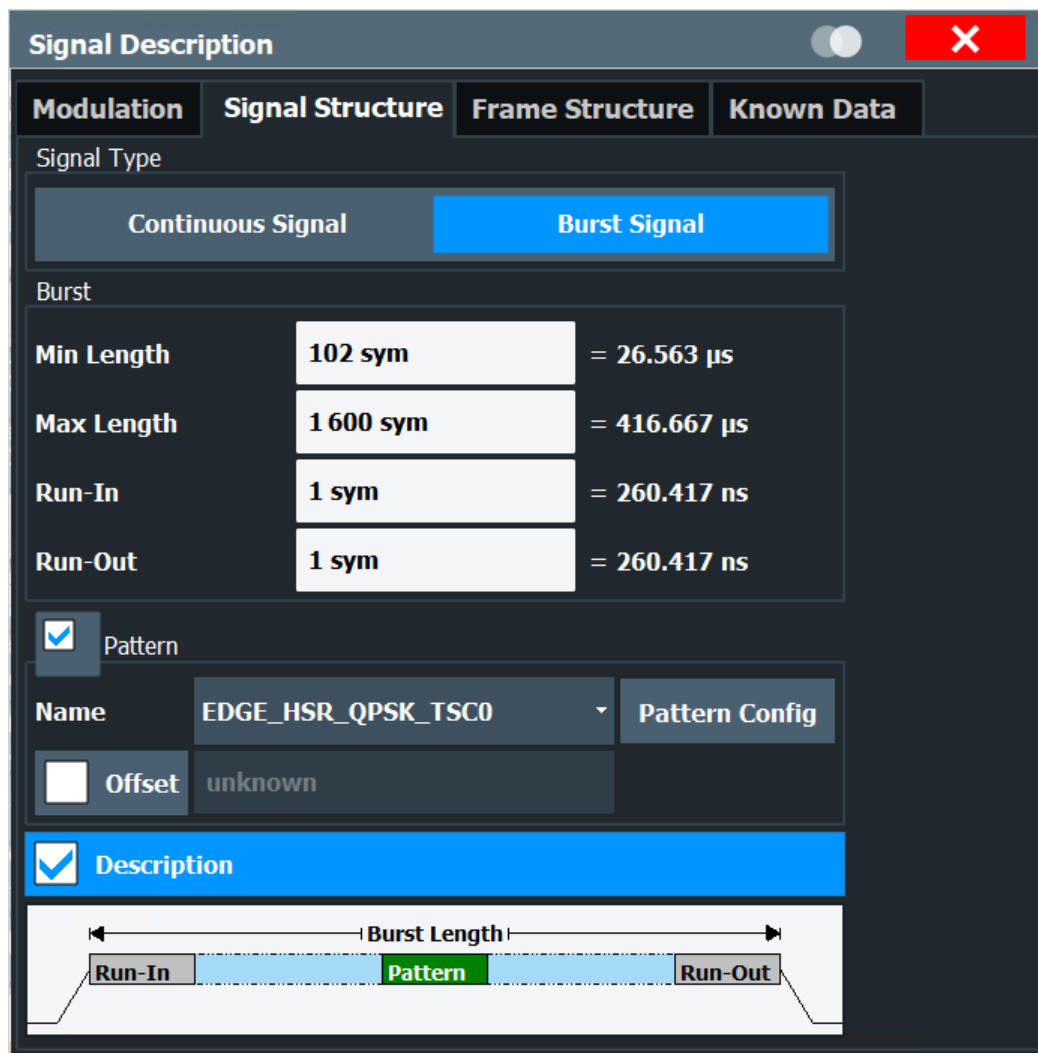 Signal Description
Modulation Signal Structure Frame Structure Known Data
Signal Type
Continuous Signal Burst Signal
Burst
Min Length 102 sym = 26.563 µs
Max Length 1 600 sym = 416.667 µs
Run-In 1 sym = 260.417 ns
Run-Out 1 sym = 260.417 ns
Pattern
Name EDGE_HSR_QPSK_TSC0 Pattern Config
Offset unknown
Description
Burst Length
Run-In Pattern Run-Out